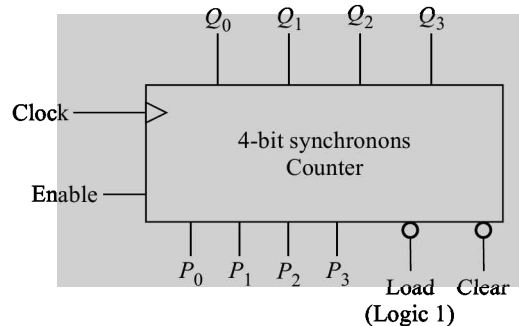 Q0 Q1 Q2 Q3
Clock
4-bit synchronons
Counter
Enable
P0 P1 P2 P3
Load Clear
(Logic 1)